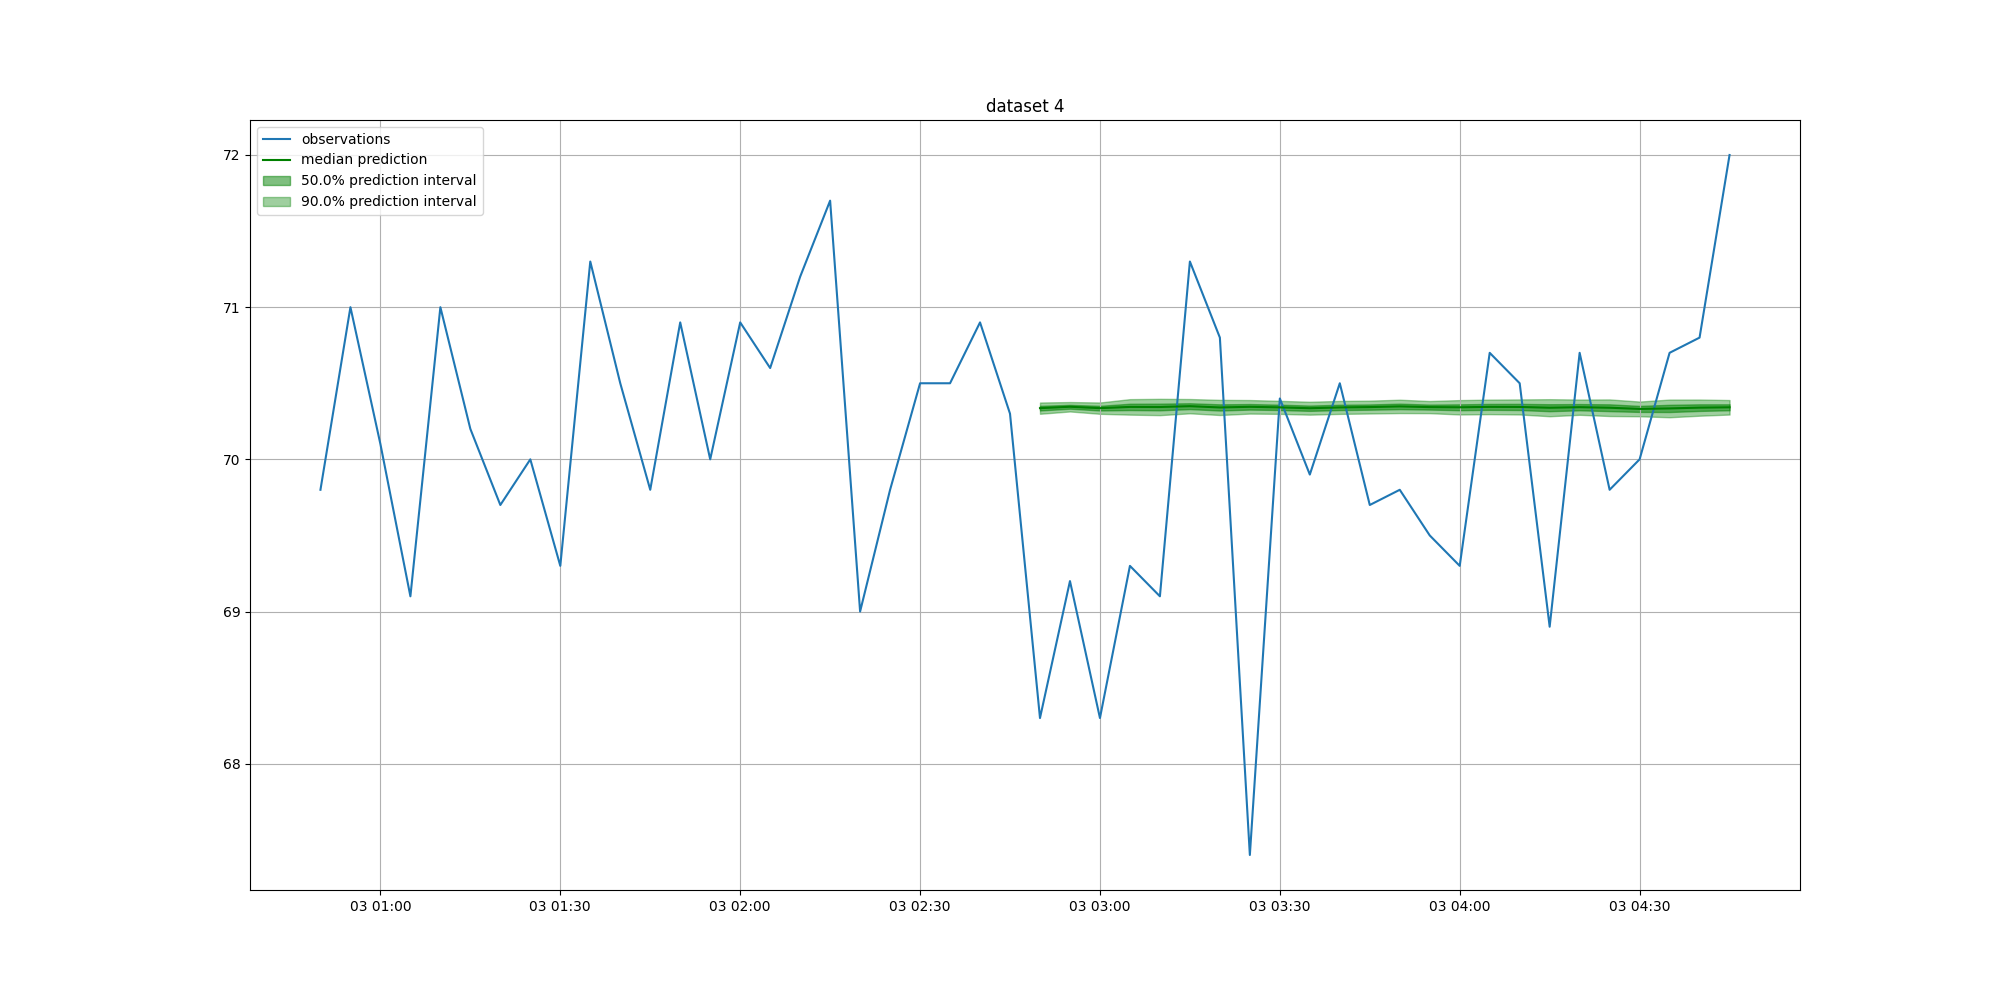 dataset 4
observations
median prediction
50.0% prediction interval
90.0% prediction interval
72
71
70
69
68
03 01:00
03 01:30
03 02:00
03 02:30
03 03:00
03 03:30
03 04:00
03 04:30